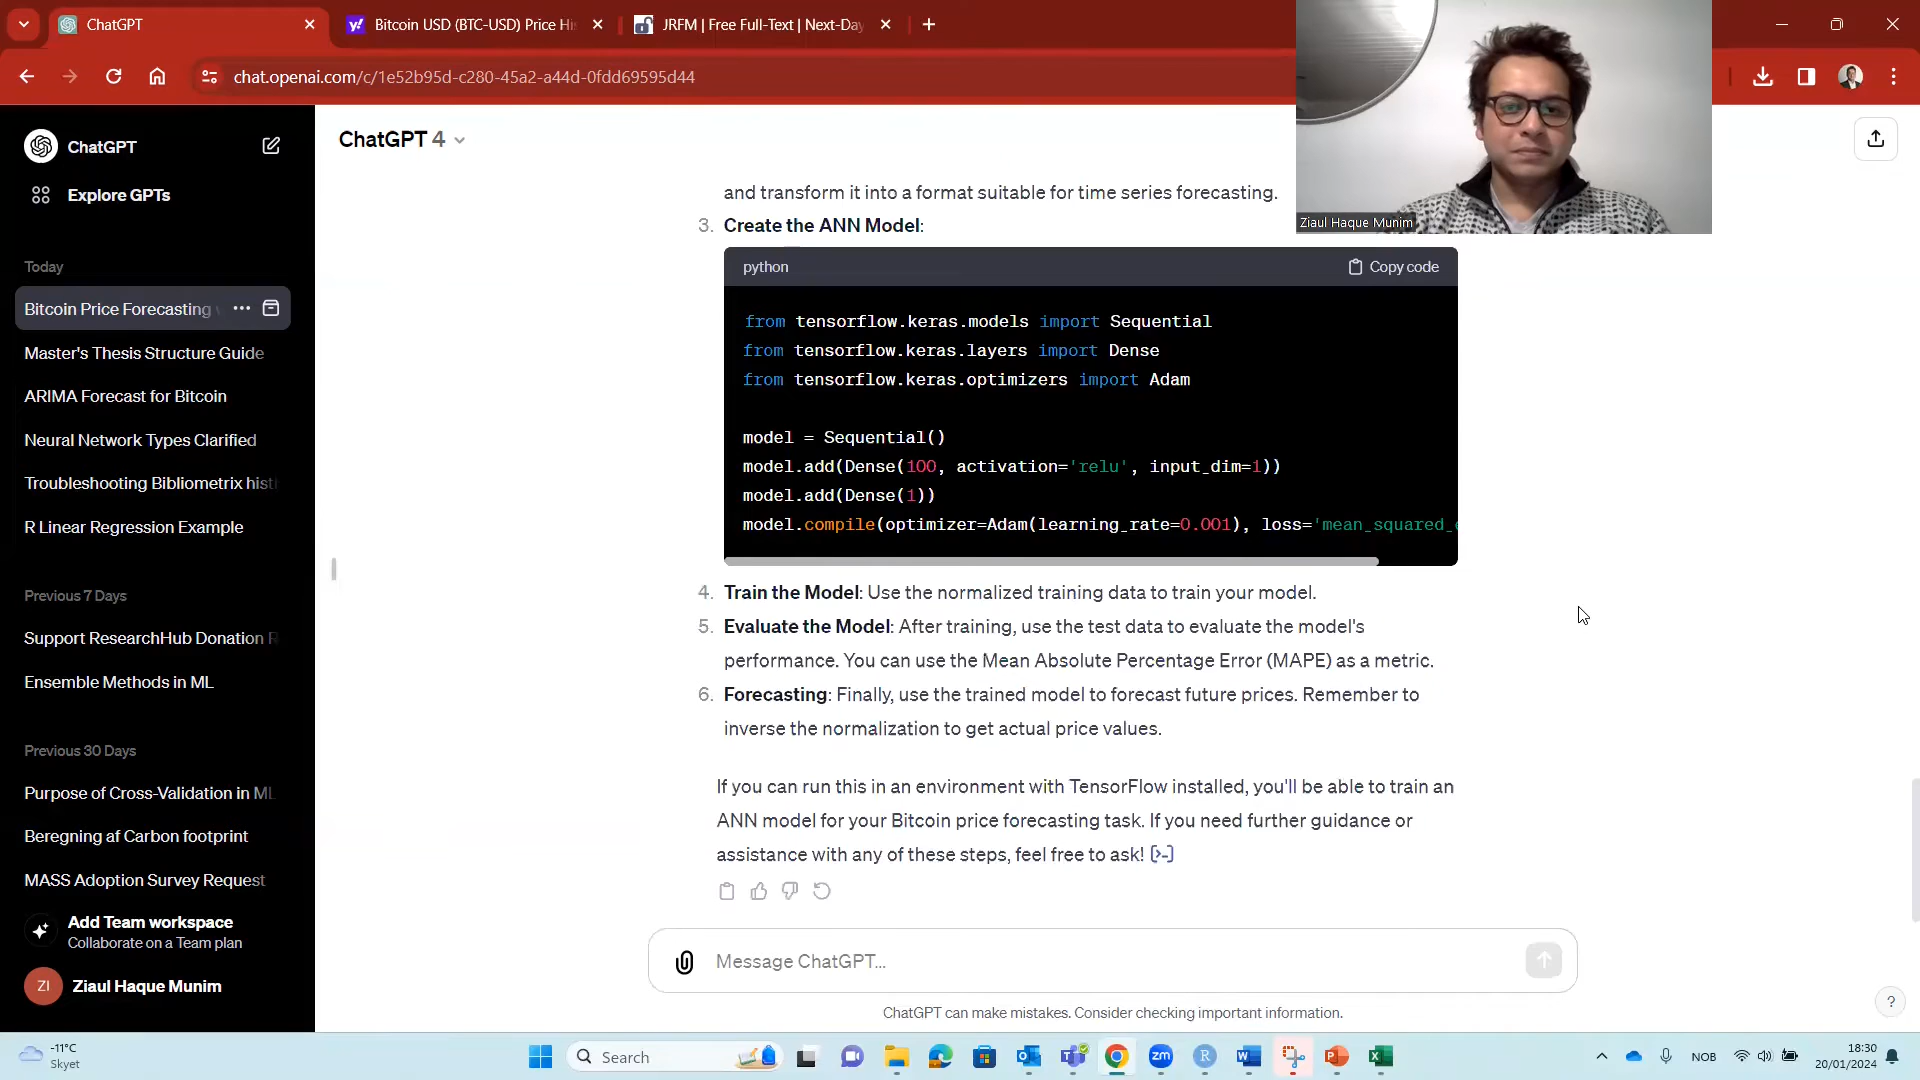 ChatGPT
Bitcoin USD (BTC-USD) Price Hi
JRFM | Free Full-Text | Next-Day
chat.openai.com/c/1e52b95d-c280-45a2-a44d-0fdd69595d44
Ziaul Haque Munim
ChatGPT
Explore GPTs
Today
Bitcoin Price Forecasting
Master's Thesis Structure Guide
ARIMA Forecast for Bitcoin
Neural Network Types Clarified
Troubleshooting Bibliometrix hist
R Linear Regression Example
Previous 7 Days
Support ResearchHub Donation R
Ensemble Methods in ML
Previous 30 Days
Purpose of Cross-Validation in ML
Beregning af Carbon footprint
MASS Adoption Survey Request
Add Team workspace
Collaborate on a Team plan
ZI
Ziaul Haque Munim
ChatGPT 4
and transform it into a format suitable for time series forecasting.
3. Create the ANN Model:
python
Copy code
from tensorflow.keras.models import Sequential
from tensorflow.keras.layers import Dense
from tensorflow.keras.optimizers import Adam
model = Sequential()
model.add(Dense(100, activation='relu', input_dim=1))
model.add(Dense(1))
model.compile(optimizer=Adam(learning_rate=0.001), loss='mean_squared_e
4. Train the Model: Use the normalized training data to train your model.
5. Evaluate the Model: After training, use the test data to evaluate the model's
performance. You can use the Mean Absolute Percentage Error (MAPE) as a metric.
6. Forecasting: Finally, use the trained model to forecast future prices. Remember to
inverse the normalization to get actual price values.
If you can run this in an environment with TensorFlow installed, you'll be able to train an
ANN model for your Bitcoin price forecasting task. If you need further guidance or
assistance with any of these steps, feel free to ask! [>-]
Message ChatGPT...
ChatGPT can make mistakes. Consider checking important information.
?
-11°C
Skyet
Search
zm
R
NOB
18:30
20/01/2024